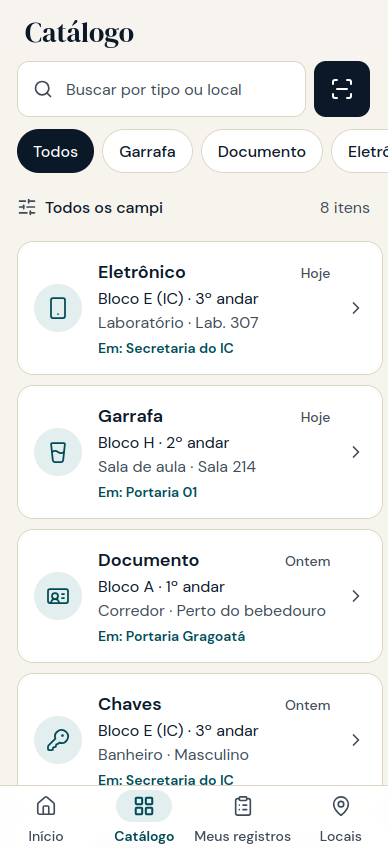 Catálogo
Buscar por tipo ou local
Todos
Garrafa
Documento
Eletrô
Todos os campi
8 itens
Eletrônico
Hoje
Bloco E (IC) · 3º andar
Laboratório · Lab. 307
Em: Secretaria do IC
Garrafa
Hoje
Bloco H · 2º andar
Sala de aula · Sala 214
Em: Portaria 01
Documento
Ontem
Bloco A · 1º andar
Corredor · Perto do bebedouro
Em: Portaria Gragoatá
Chaves
Ontem
Bloco E (IC) · 3º andar
Banheiro · Masculino
Em: Secretaria do IC
Início
Catálogo
Meus registros
Locais